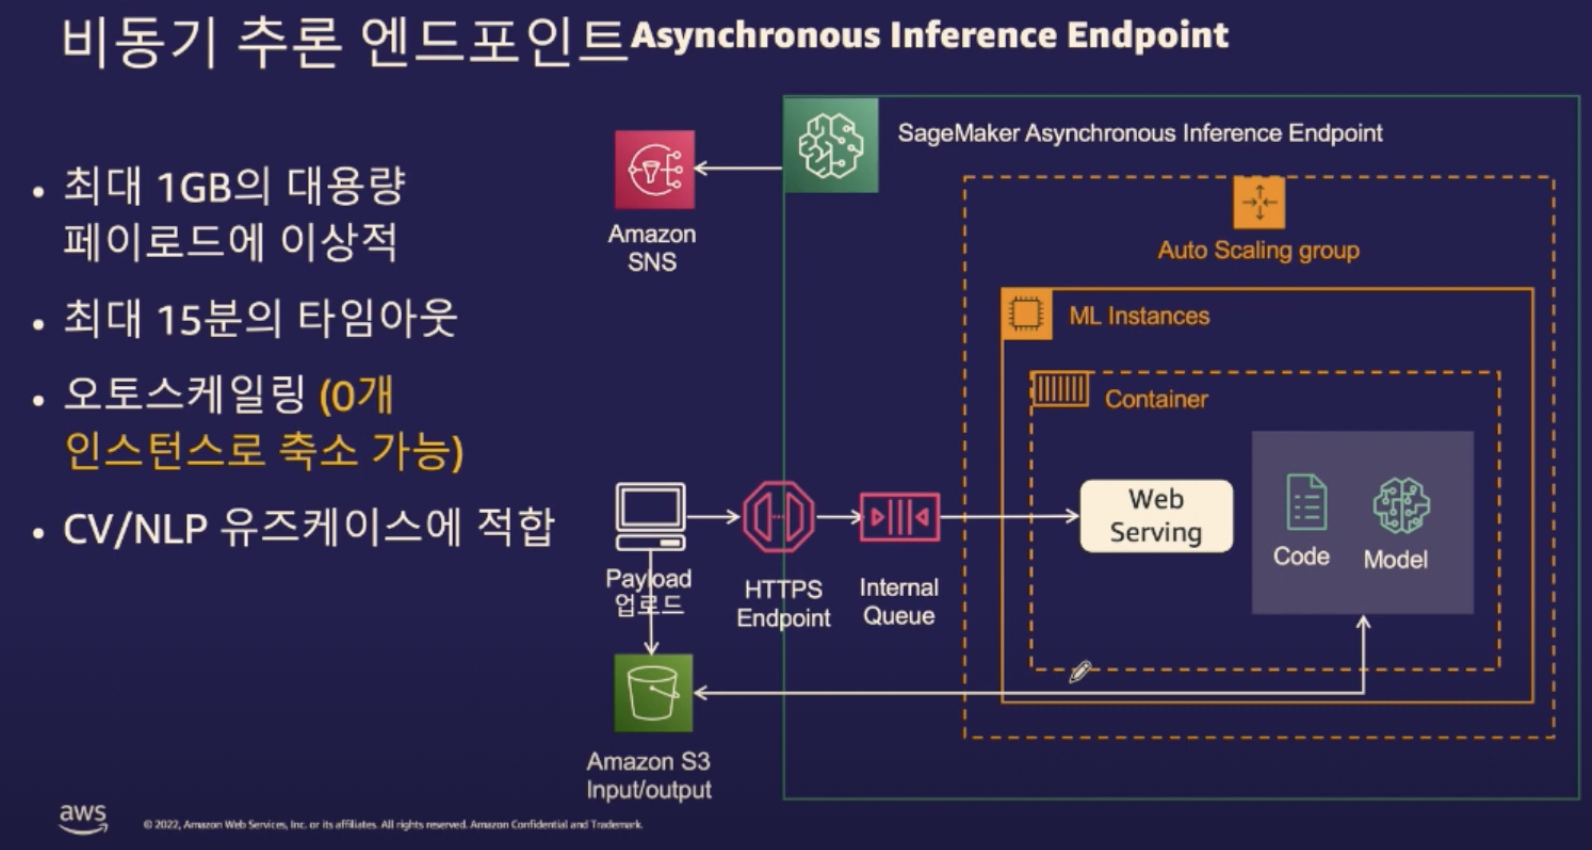 비동기 추론 엔드포인트 Asynchronous Inference Endpoint
• 최대 1GB의 대용량
페이로드에 이상적
• 최대 15분의 타임아웃
• 오토스케일링 (0개
인스턴스로 축소 가능)
• CV/NLP 유즈케이스에 적합
SageMaker Asynchronous Inference Endpoint
Amazon
SNS
Auto Scaling group
ML Instances
Container
Web
Serving
Code
Model
Payload
업로드
HTTPS
Endpoint
Internal
Queue
Amazon S3
Input/output
aws
© 2022, Amazon Web Services, Inc. or its affiliates. All rights reserved. Amazon Confidential and Trademark.